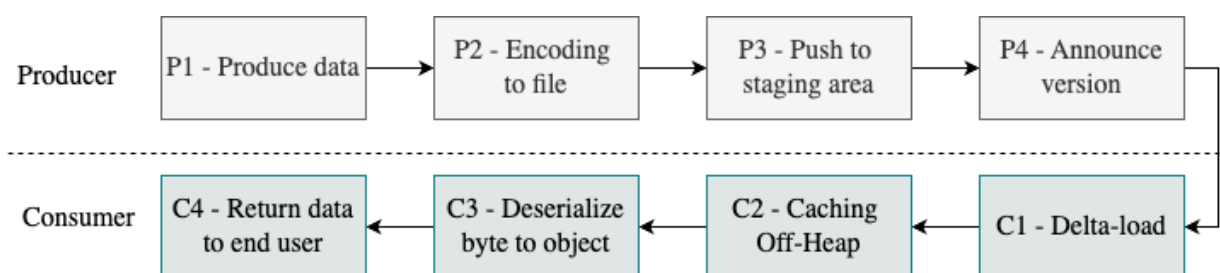 Producer
P1 - Produce data
P2 - Encoding
to file
P3 - Push to
staging area
P4 - Announce
version
Consumer
C4 - Return data
to end user
C3 - Deserialize
byte to object
C2 - Caching
Off-Heap
C1 - Delta-load